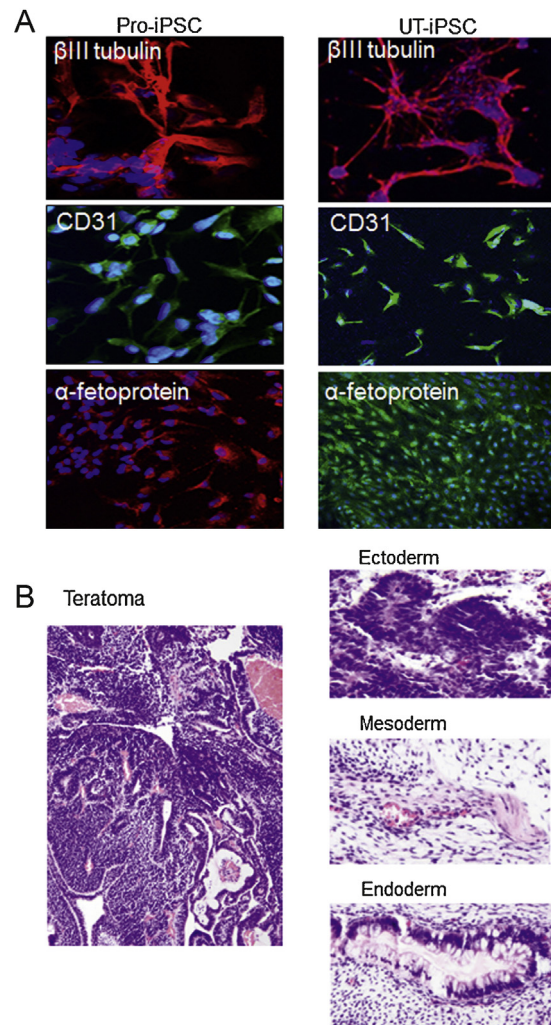 A
Pro-iPSC
UT-iPSC
βIII tubulin
βIII tubulin
CD31
CD31
α-fetoprotein
α-fetoprotein
B
Teratoma
Ectoderm
Mesoderm
Endoderm